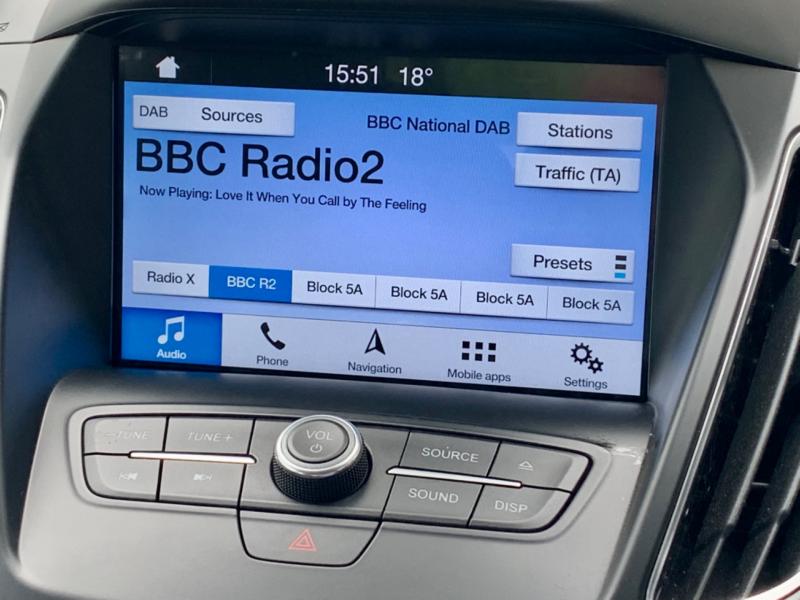 15:51 18°
DAB Sources
BBC National DAB
Stations
BBC Radio2
Traffic (TA)
Now Playing: Love It When You Call by The Feeling
Presets
Radio X
BBC R2
Block 5A
Block 5A
Block 5A
Block 5A
Audio
Phone
Navigation
Mobile apps
Settings
– TUNE
TUNE +
VOL
SOURCE
SOUND
DISP